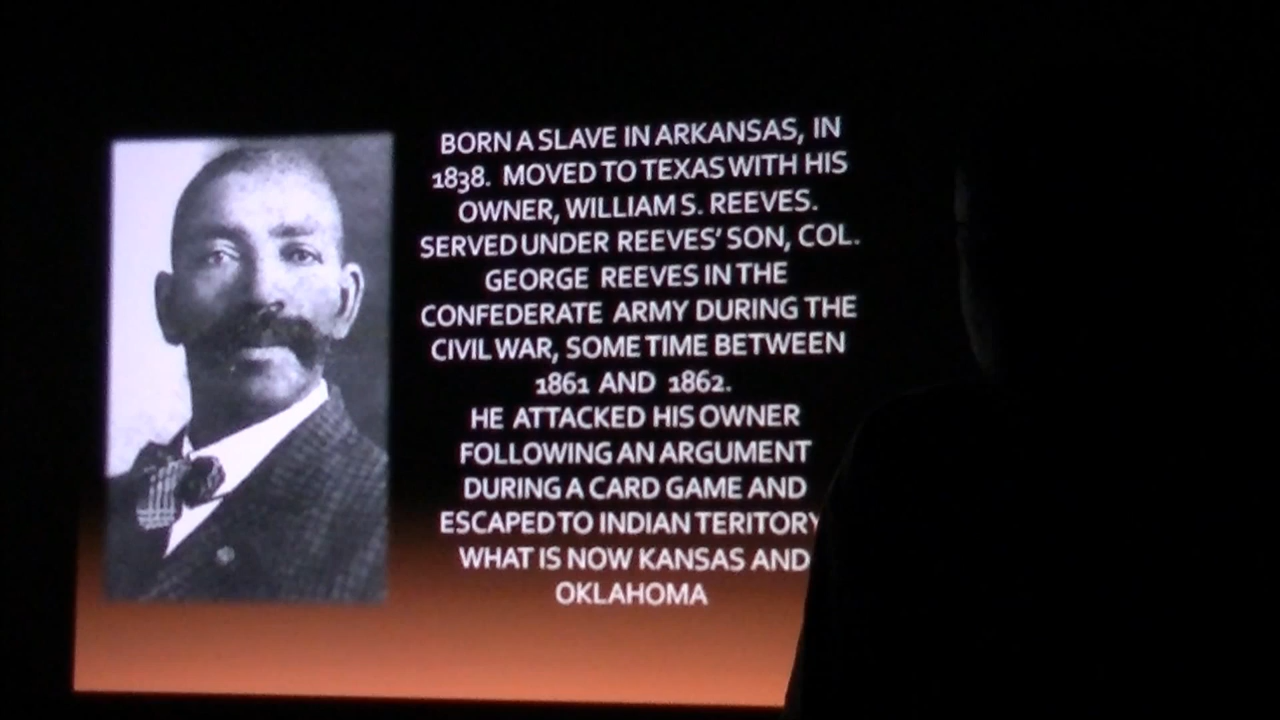 BORN A SLAVE IN ARKANSAS, IN
1838. MOVED TO TEXAS WITH HIS
OWNER, WILLIAM S. REEVES.
SERVED UNDER REEVES' SON, COL.
GEORGE REEVES IN THE
CONFEDERATE ARMY DURING THE
CIVIL WAR, SOME TIME BETWEEN
1861 AND 1862.
HE ATTACKED HIS OWNER
FOLLOWING AN ARGUMENT
DURING A CARD GAME AND
ESCAPED TO INDIAN TERITORY
WHAT IS NOW KANSAS AND
OKLAHOMA